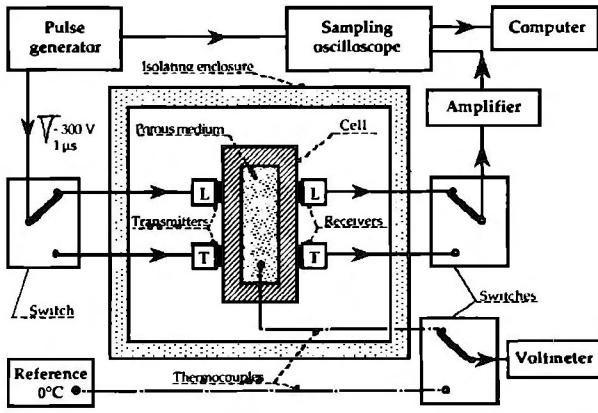 Pulse
generator
Sampling
oscilloscope
Computer
Isolating enclosure
Amplifier
- 300 V
1 µs
Porous medium
Cell
L
L
Transmitters
Receivers
T
T
Switch
Switches
Reference
0°C
Thermocouples
Voltmeter